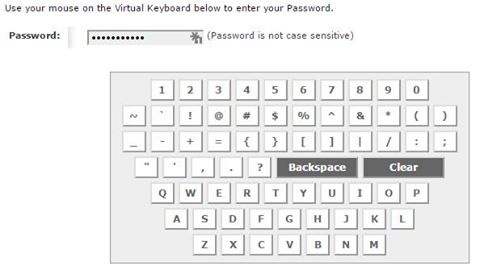 Use your mouse on the Virtual Keyboard below to enter your Password.
Password: ••••••••••• (Password is not case sensitive)
1 2 3 4 5 6 7 8 9 0
~ ` ! @ # $ % ^ & * ( )
_ - + = { } [ ] | / : ;
" ' , . ? Backspace Clear
Q W E R T Y U I O P
A S D F G H J K L
Z X C V B N M